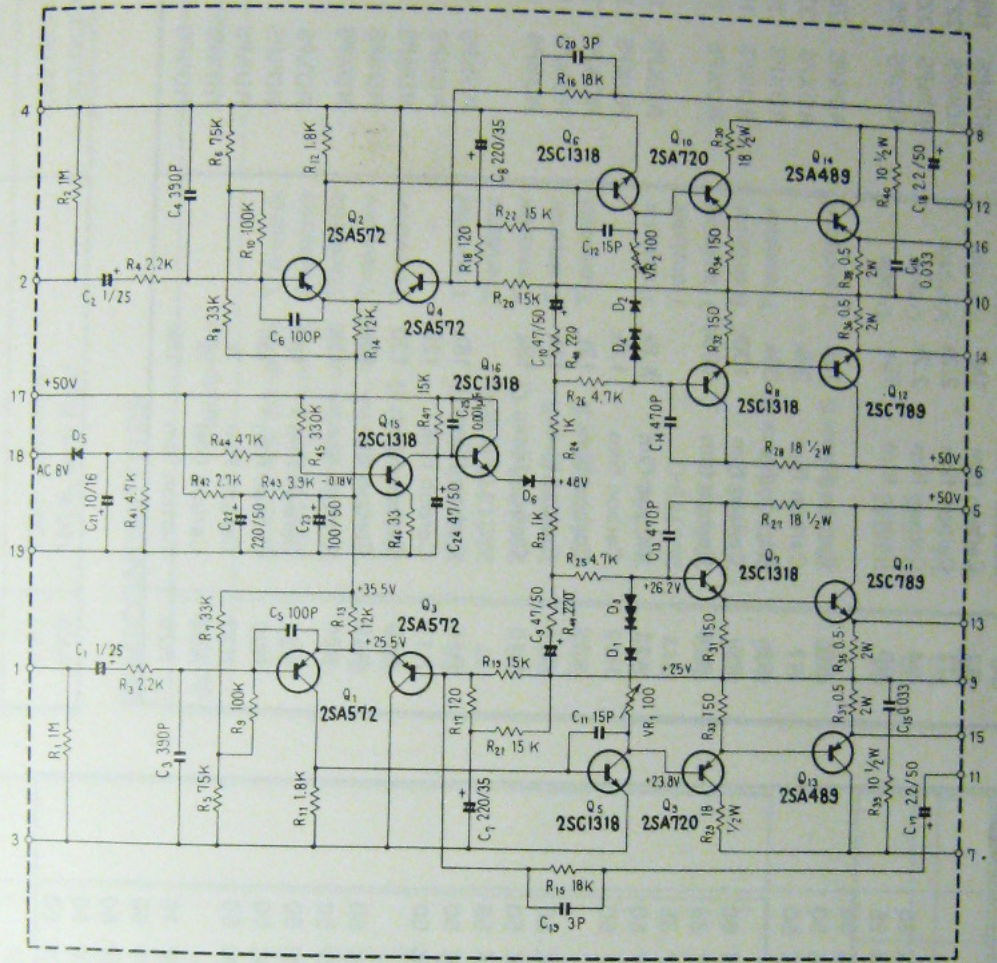 C20 3P
R16 18K
4
8
R2 1M
C4 390P
R6 75K
R12 1.8K
C8 220/35
Q6
2SC1318
Q10
2SA720
R30
18 1/2W
Q14
2SA489
R40 10 1/2W
C18 2.2/50
12
R10 100K
Q2
2SA572
R22 15K
R18 120
C12 15P
VR2 100
R34 150
R38 0.5
2W
C16
0.033
16
2
C2 1/25
R4 2.2K
R8 33K
C6 100P
R14
12K
Q4
2SA572
R20 15K
C10 47/50
R48 220
D2
D4
R32 150
R36 0.5
2W
10
14
17
+50V
Q16
2SC1318
R47 15K
C25
0.001μ
R26 4.7K
Q8
2SC1318
Q12
2SC789
18
AC 8V
D5
R44 47K
R45 330K
Q15
2SC1318
R24 1K
C14 470P
R28 18 1/2W
+50V
6
C21 10/16
R41 4.7K
R42 2.7K
R43 3.9K
-0.18V
C22
220/50
C23
100/50
R46 33
C24 47/50
D6
+48V
R23 1K
C13 470P
+50V
5
R27 18 1/2W
19
R25 4.7K
+26.2V
Q7
2SC1318
Q11
2SC789
+35.5V
R7 33K
C5 100P
R13
12K
Q3
2SA572
+25.5V
C9 47/50
R49 220
D3
D1
R31 150
R35 0.5
2W
13
1
C1 1/25
R3 2.2K
R9 100K
Q1
2SA572
R19 15K
+25V
9
R17 120
R21 15K
C11 15P
VR1 100
R33 150
R37 0.5
2W
C15 0.033
15
R1 1M
C3 390P
R5 75K
R11 1.8K
C7 220/35
Q5
2SC1318
+23.8V
Q9
2SA720
R29 18
1/2W
Q13
2SA489
R39 10 1/2W
C17 2.2/50
11
3
7
R15 18K
C19 3P